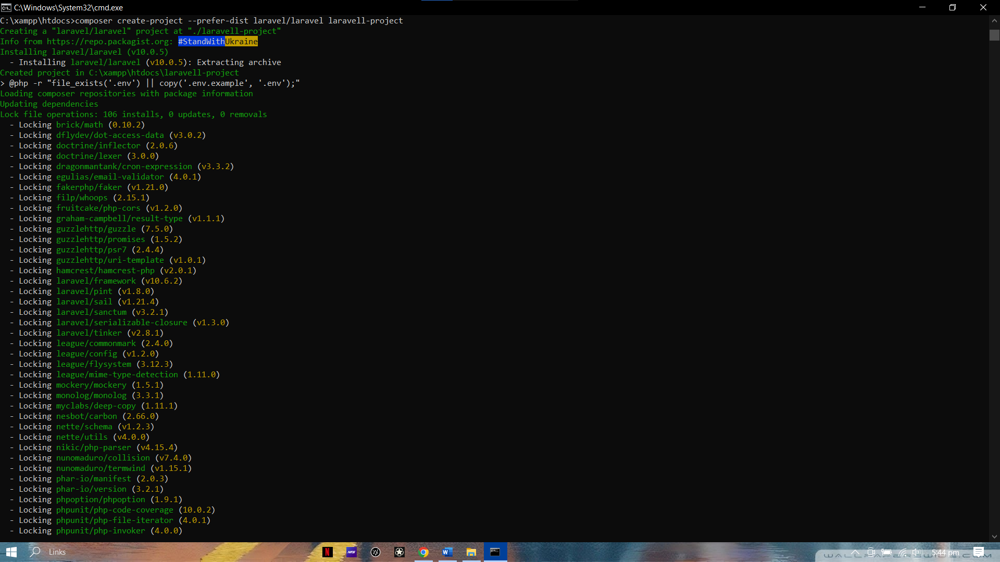 C:\Windows\System32\cmd.exe
C:\xampp\htdocs>composer create-project --prefer-dist laravel/laravel laravell-project
Creating a "laravel/laravel" project at "./laravell-project"
Info from https://repo.packagist.org: #StandWithUkraine
Installing laravel/laravel (v10.0.5)
- Installing laravel/laravel (v10.0.5): Extracting archive
Created project in C:\xampp\htdocs\laravell-project
> @php -r "file_exists('.env') || copy('.env.example', '.env');"
Loading composer repositories with package information
Updating dependencies
Lock file operations: 106 installs, 0 updates, 0 removals
- Locking brick/math (0.10.2)
- Locking dflydev/dot-access-data (v3.0.2)
- Locking doctrine/inflector (2.0.6)
- Locking doctrine/lexer (3.0.0)
- Locking dragonmantank/cron-expression (v3.3.2)
- Locking egulias/email-validator (4.0.1)
- Locking fakerphp/faker (v1.21.0)
- Locking filp/whoops (2.15.1)
- Locking fruitcake/php-cors (v1.2.0)
- Locking graham-campbell/result-type (v1.1.1)
- Locking guzzlehttp/guzzle (7.5.0)
- Locking guzzlehttp/promises (1.5.2)
- Locking guzzlehttp/psr7 (2.4.4)
- Locking guzzlehttp/uri-template (v1.0.1)
- Locking hamcrest/hamcrest-php (v2.0.1)
- Locking laravel/framework (v10.6.2)
- Locking laravel/pint (v1.8.0)
- Locking laravel/sail (v1.21.4)
- Locking laravel/sanctum (v3.2.1)
- Locking laravel/serializable-closure (v1.3.0)
- Locking laravel/tinker (v2.8.1)
- Locking league/commonmark (2.4.0)
- Locking league/config (v1.2.0)
- Locking league/flysystem (3.12.3)
- Locking league/mime-type-detection (1.11.0)
- Locking mockery/mockery (1.5.1)
- Locking monolog/monolog (3.3.1)
- Locking myclabs/deep-copy (1.11.1)
- Locking nesbot/carbon (2.66.0)
- Locking nette/schema (v1.2.3)
- Locking nette/utils (v4.0.0)
- Locking nikic/php-parser (v4.15.4)
- Locking nunomaduro/collision (v7.4.0)
- Locking nunomaduro/termwind (v1.15.1)
- Locking phar-io/manifest (2.0.3)
- Locking phar-io/version (3.2.1)
- Locking phpoption/phpoption (1.9.1)
- Locking phpunit/php-code-coverage (10.0.2)
- Locking phpunit/php-file-iterator (4.0.1)
- Locking phpunit/php-invoker (4.0.0)
Links
5:44 pm